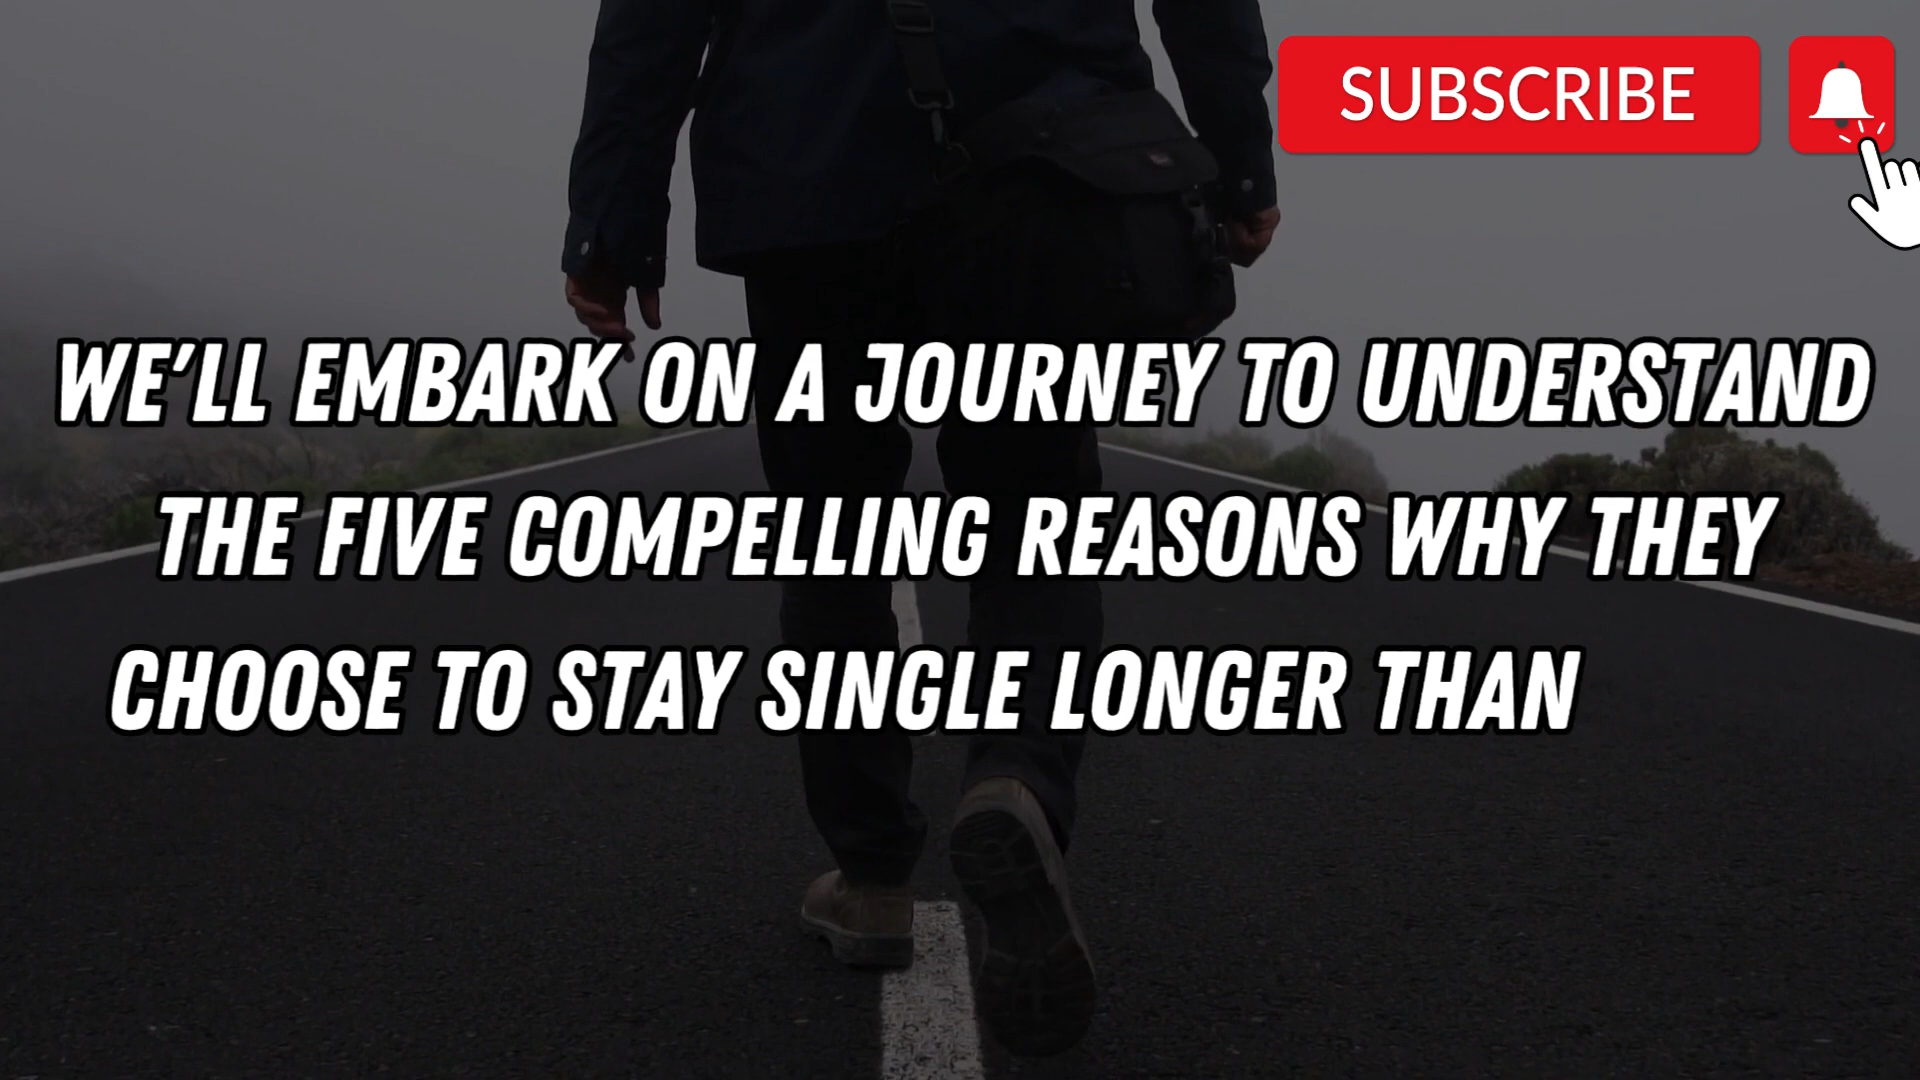 SUBSCRIBE
WE'LL EMBARK ON A JOURNEY TO UNDERSTAND
THE FIVE COMPELLING REASONS WHY THEY
CHOOSE TO STAY SINGLE LONGER THAN